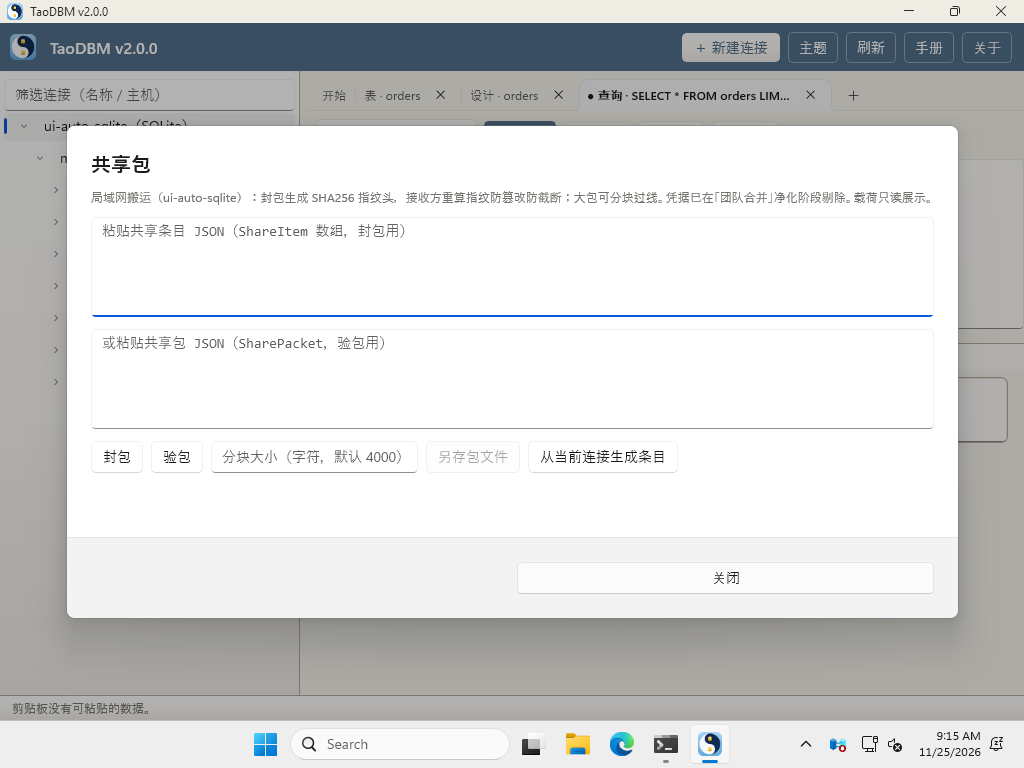 TaoDBM v2.0.0
TaoDBM v2.0.0
+ 新建连接
主题
刷新
手册
关于
筛选连接（名称 / 主机）
开始
表 · orders
设计 · orders
● 查询 · SELECT * FROM orders LIM...
ui-auto-sqlite（SQLite）
共享包
局域网搬运（ui-auto-sqlite）：封包生成 SHA256 指纹头，接收方重算指纹防篡改防截断；大包可分块过线。凭据已在「团队合并」净化阶段剔除。载荷只读展示。
粘贴共享条目 JSON（ShareItem 数组，封包用）
或粘贴共享包 JSON（SharePacket，验包用）
封包
验包
分块大小（字符，默认 4000）
另存包文件
从当前连接生成条目
关闭
剪贴板没有可粘贴的数据。
Search
9:15 AM
11/25/2026